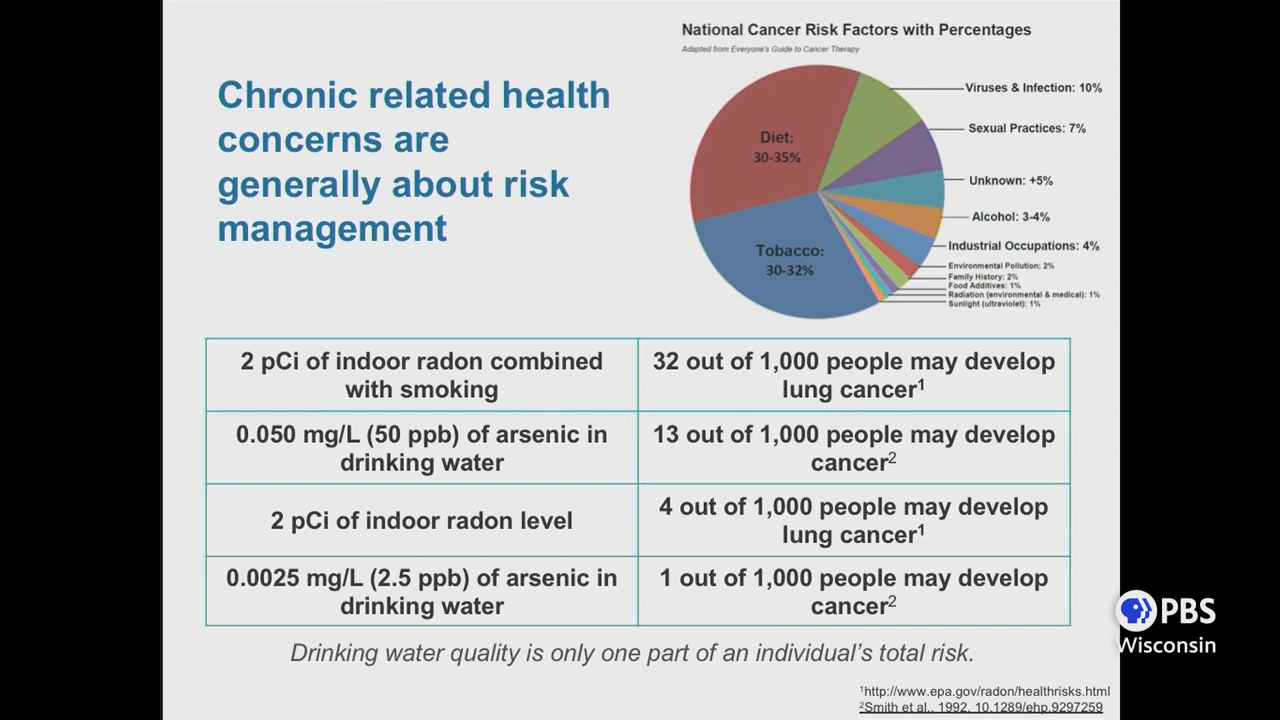 National Cancer Risk Factors with Percentages
Adapted from Everyone's Guide to Cancer Therapy
Chronic related health
concerns are
generally about risk
management
Diet:
30-35%
Tobacco:
30-32%
Viruses & Infection: 10%
Sexual Practices: 7%
Unknown: +5%
Alcohol: 3-4%
Industrial Occupations: 4%
Environmental Pollution: 2%
Family History: 2%
Food Additives: 1%
Radiation (environmental & medical): 1%
Sunlight (ultraviolet): 1%
2 pCi of indoor radon combined
with smoking
32 out of 1,000 people may develop
lung cancer¹
0.050 mg/L (50 ppb) of arsenic in
drinking water
13 out of 1,000 people may develop
cancer²
2 pCi of indoor radon level
4 out of 1,000 people may develop
lung cancer¹
0.0025 mg/L (2.5 ppb) of arsenic in
drinking water
1 out of 1,000 people may develop
cancer²
Drinking water quality is only one part of an individual's total risk.
PBS
Wisconsin
¹http://www.epa.gov/radon/healthrisks.html
²Smith et al., 1992, 10.1289/ehp.9297259